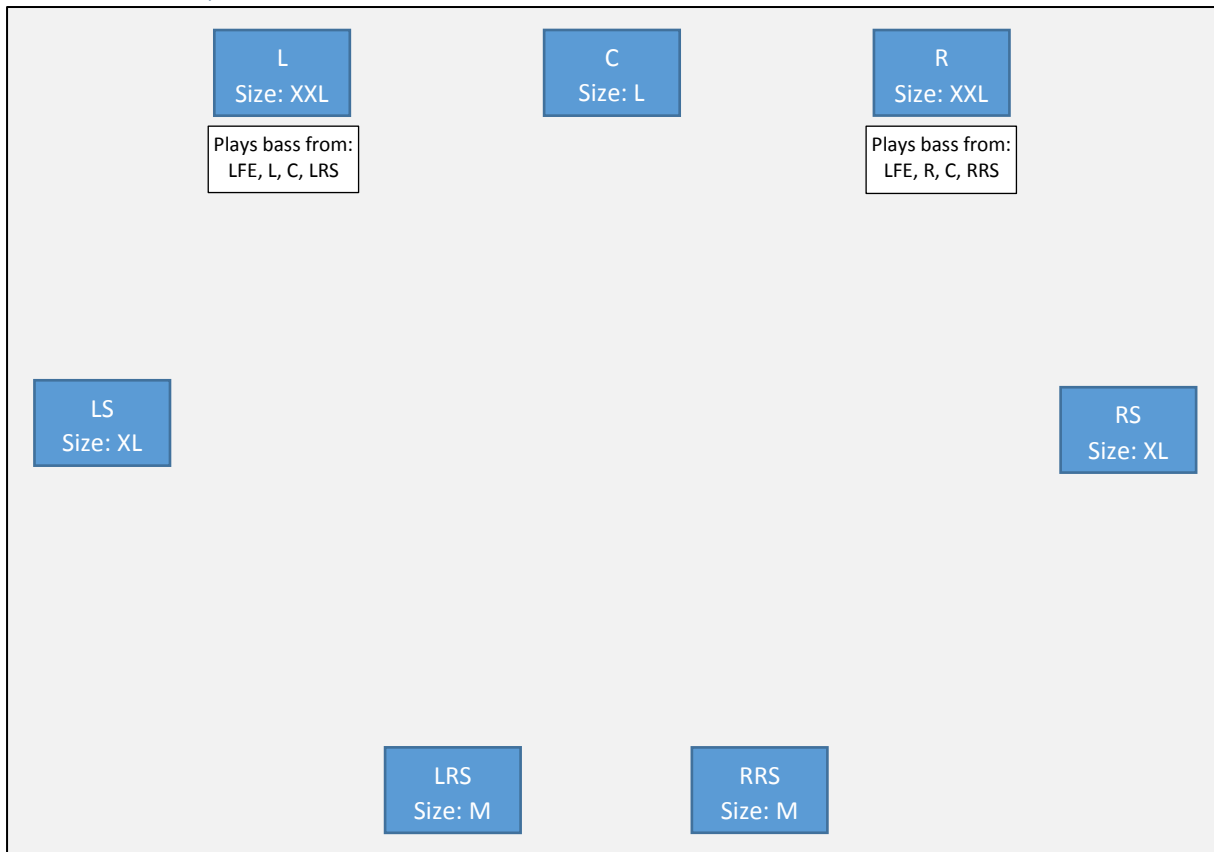 L
Size: XXL
C
Size: L
R
Size: XXL
Plays bass from:
LFE, L, C, LRS
Plays bass from:
LFE, R, C, RRS
LS
Size: XL
RS
Size: XL
LRS
Size: M
RRS
Size: M